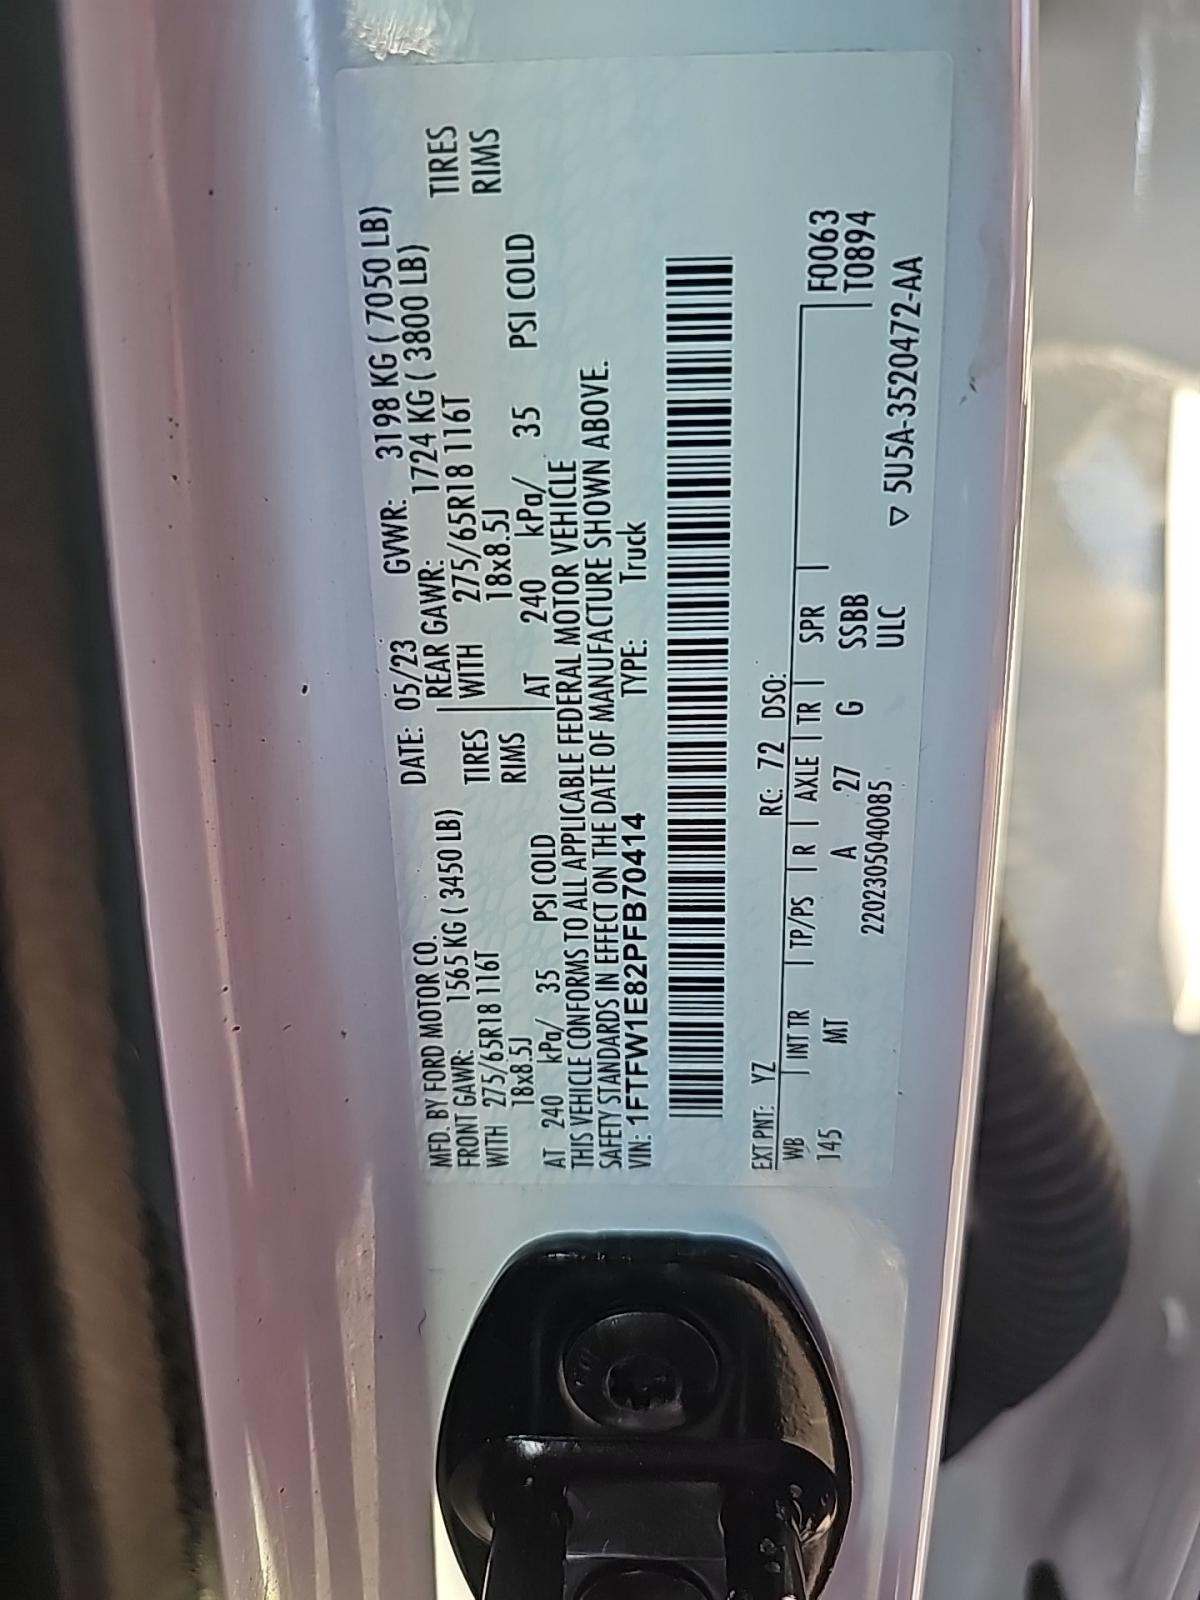 MFD. BY FORD MOTOR CO. DATE: 05/23 GVWR: 3198 KG ( 7050 LB)
FRONT GAWR: 1565 KG ( 3450 LB) REAR GAWR: 1724 KG ( 3800 LB)
WITH 275/65R18 116T TIRES WITH 275/65R18 116T TIRES
18x8.5J RIMS 18x8.5J RIMS
AT 240 kPa/ 35 PSI COLD AT 240 kPa/ 35 PSI COLD
THIS VEHICLE CONFORMS TO ALL APPLICABLE FEDERAL MOTOR VEHICLE
SAFETY STANDARDS IN EFFECT ON THE DATE OF MANUFACTURE SHOWN ABOVE.
VIN: 1FTFW1E82PFB70414 TYPE: Truck
EXT PNT: YZ RC: 72 DSO:
WB INT TR TP/PS R AXLE TR SPR F0063
145 MT A 27 G SSBB T0894
2202305040085 ULC
▽ 5U5A-3520472-AA